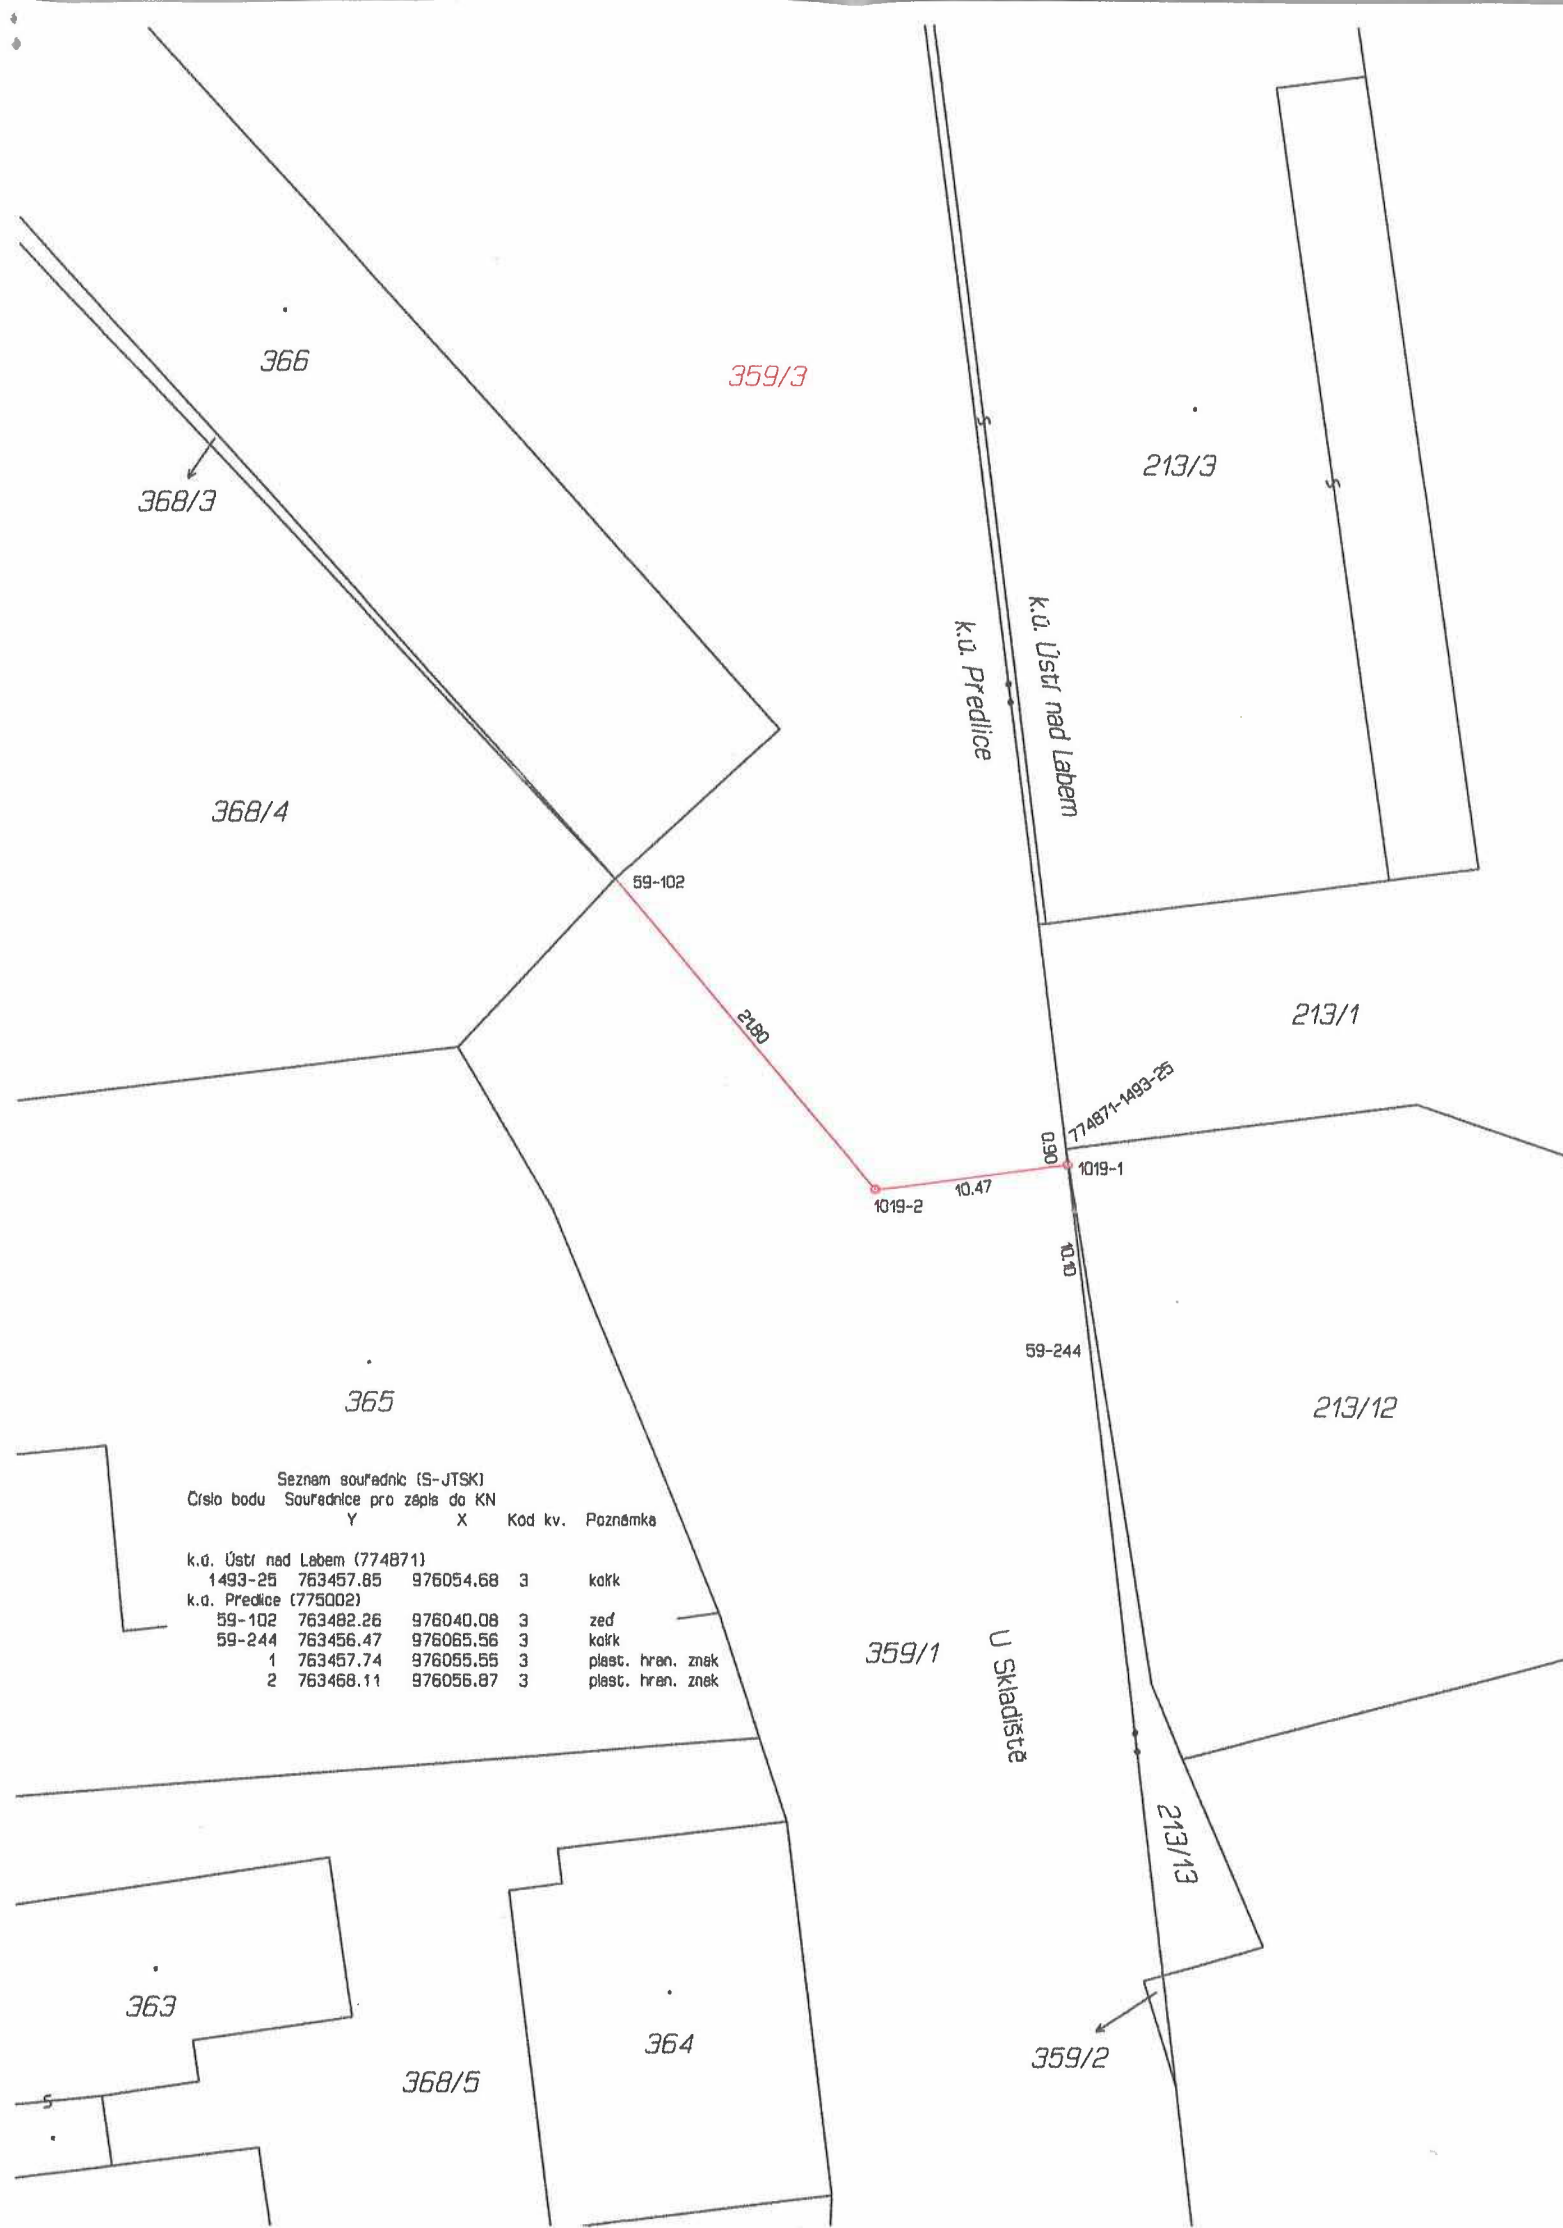 366
359/3
213/3
S
S
368/3
k.ú. Ústí nad Labem
k.ú. Předlice
368/4
59-102
213/1
21.80
774871-1493-25
0.90
1019-1
10.47
1019-2
10.10
59-244
365
213/12
Seznam souřadnic (S-JTSK)
Číslo bodu Souřadnice pro zápis do KN
Y X Kód kv. Poznámka
k.ú. Ústí nad Labem (774871)
1493-25 763457.85 976054.68 3 kolík
k.ú. Předlice (775002)
59-102 763482.26 976040.08 3 zeď
59-244 763456.47 976065.56 3 kolík
1 763457.74 976055.55 3 plast. hran. znak
2 763468.11 976056.87 3 plast. hran. znak
359/1
U Skladiště
213/13
363
364
359/2
368/5
S